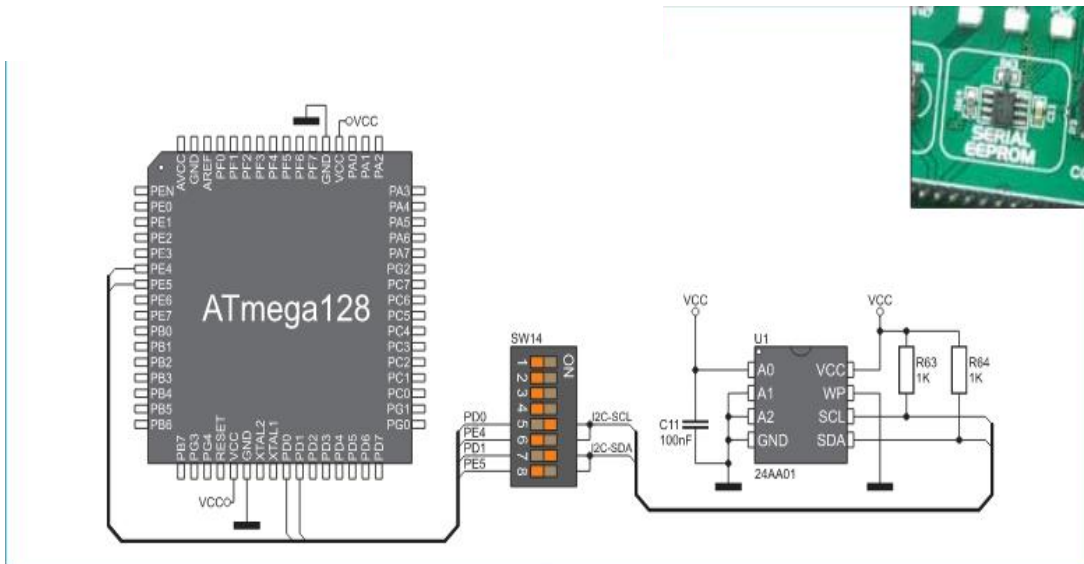 SERIAL
EEPROM
VCC
AVCC
GND
AREF
PF0
PF1
PF2
PF3
PF4
PF5
PF6
PF7
GND
VCC
PA0
PA1
PA2
PEN
PE0
PE1
PE2
PE3
PE4
PE5
PE6
PE7
PB0
PB1
PB2
PB3
PB4
PB5
PB6
ATmega128
PA3
PA4
PA5
PA6
PA7
PG2
PC7
PC6
PC5
PC4
PC3
PC2
PC1
PC0
PG1
PG0
PB7
PG3
PG4
RESET
VCC
GND
XTAL2
XTAL1
PD0
PD1
PD2
PD3
PD4
PD5
PD6
PD7
VCC
SW14
ON
1
2
3
4
5
6
7
8
PD0
PE4
PD1
PE5
I2C-SCL
I2C-SDA
VCC
C11
100nF
U1
A0
A1
A2
GND
VCC
WP
SCL
SDA
24AA01
VCC
R63
1K
R64
1K